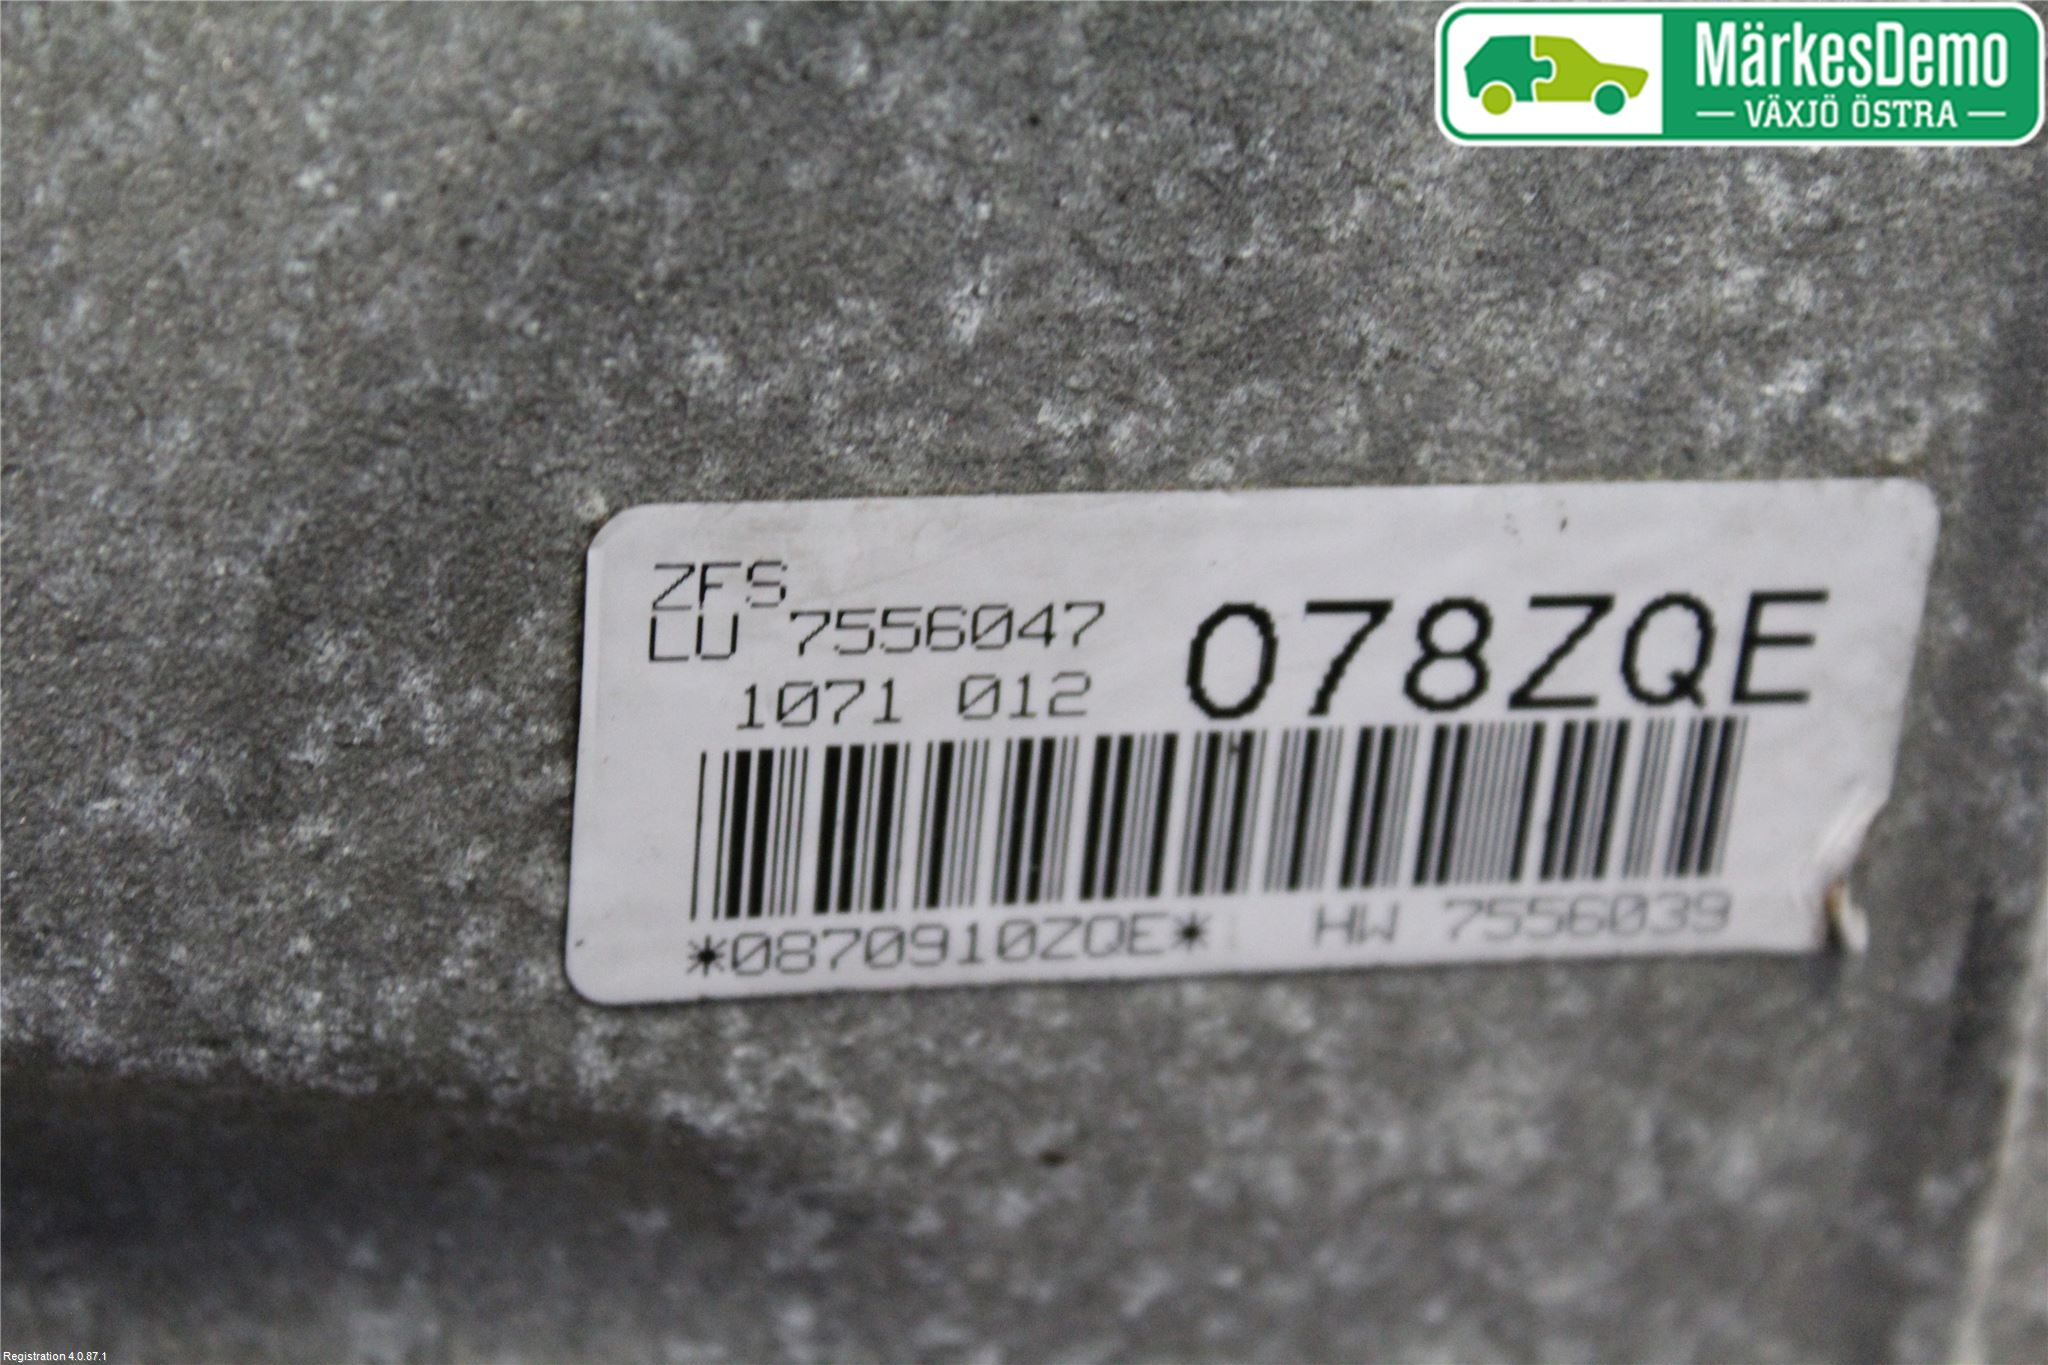 MärkesDemo
VÄXJÖ ÖSTRA
ZFS
LU 7556047
1071 012
078ZQE
*0870910ZQE* HW 7556039
Registration 4.0.87.1